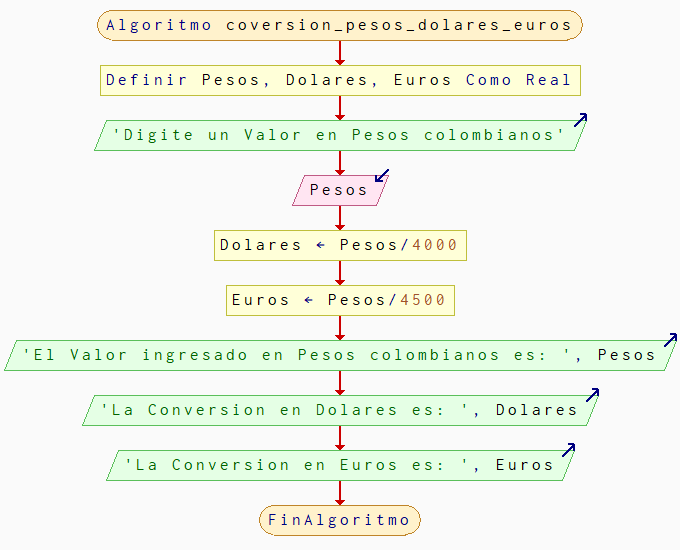 Algoritmo coversion_pesos_dolares_euros
Definir Pesos, Dolares, Euros Como Real
'Digite un Valor en Pesos colombianos'
Pesos
Dolares ← Pesos/4000
Euros ← Pesos/4500
'El Valor ingresado en Pesos colombianos es: ', Pesos
'La Conversion en Dolares es: ', Dolares
'La Conversion en Euros es: ', Euros
FinAlgoritmo